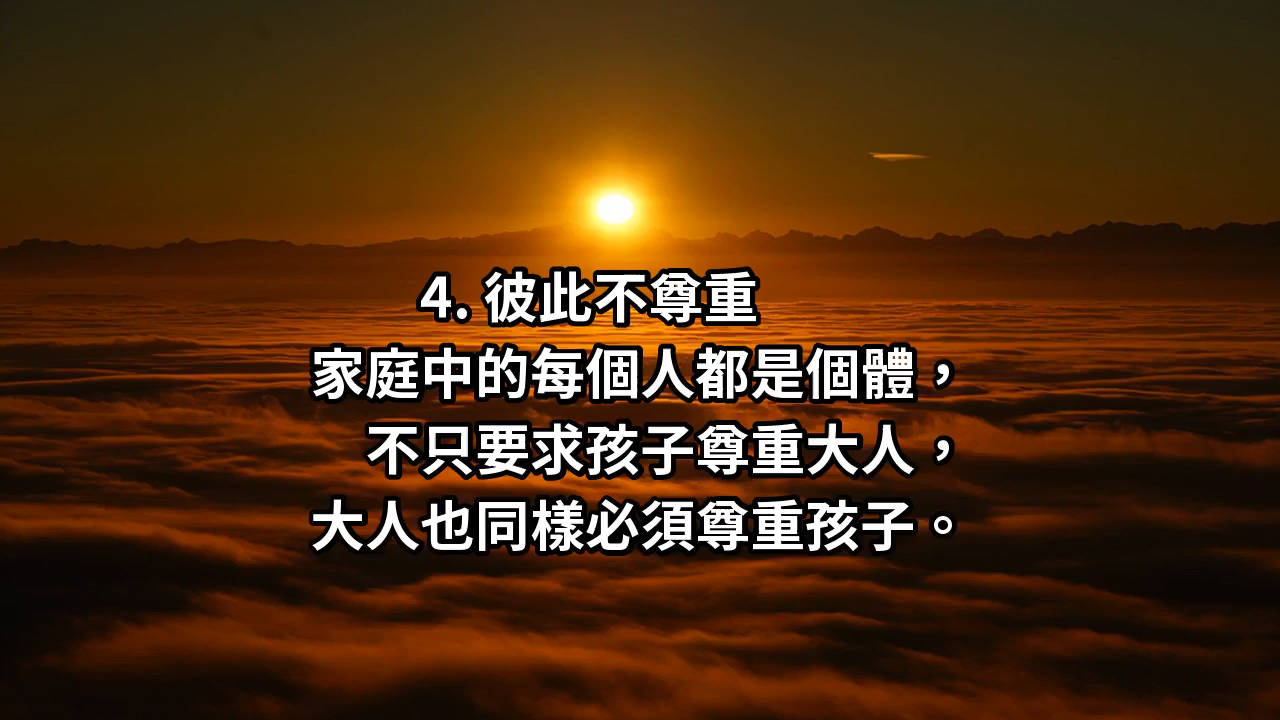 4. 彼此不尊重
家庭中的每個人都是個體，
不只要求孩子尊重大人，
大人也同樣必須尊重孩子。